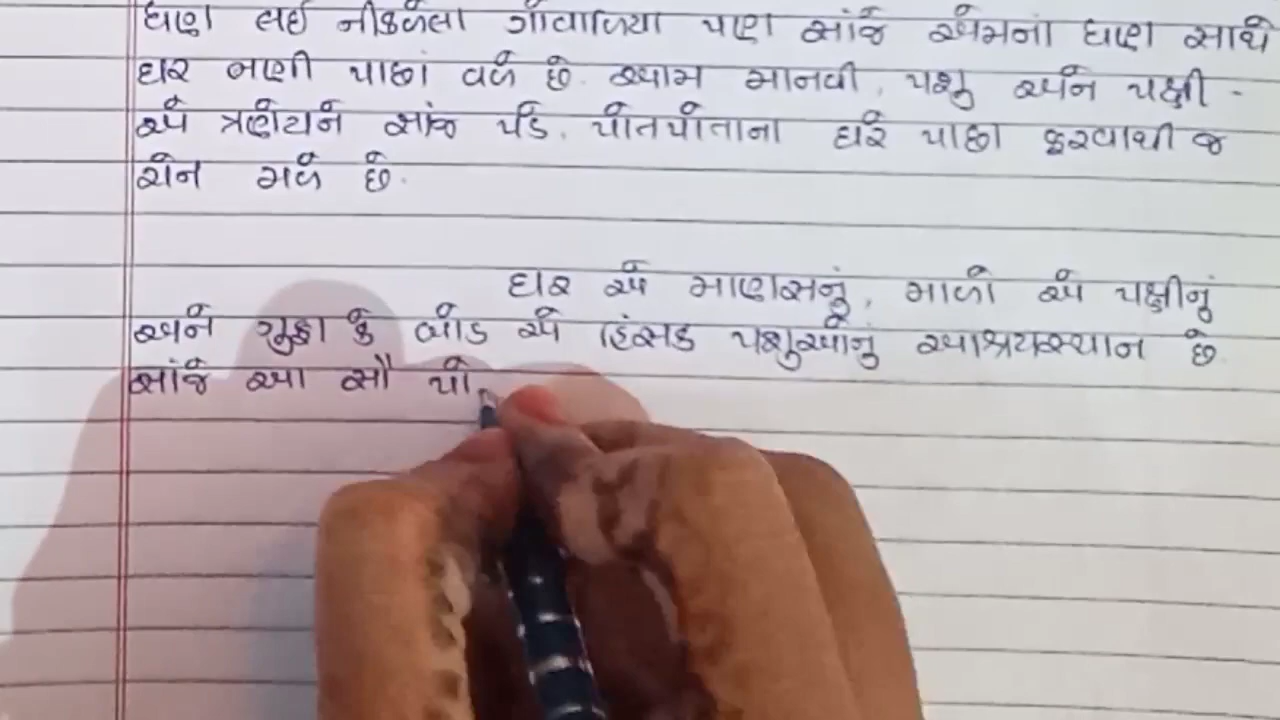 ધણ લઈ નીકળેલા ગોવાળિયા પણ સાંજે એમનાં ધણ સાથે
ઘર ભણી પાછાં વળે છે. આમ માનવી, પશુ અને પક્ષી -
એ ત્રણેયને સાંજ પડે, પોતપોતાના ઘરે પાછા ફરવાથી જ
ચેન મળે છે.
ઘર એ માણસનું, માળો એ પક્ષીનું
અને ગુફા કે બોડ એ હિંસક પશુઓનું આશ્રયસ્થાન છે
સાંજે આ સૌ પો